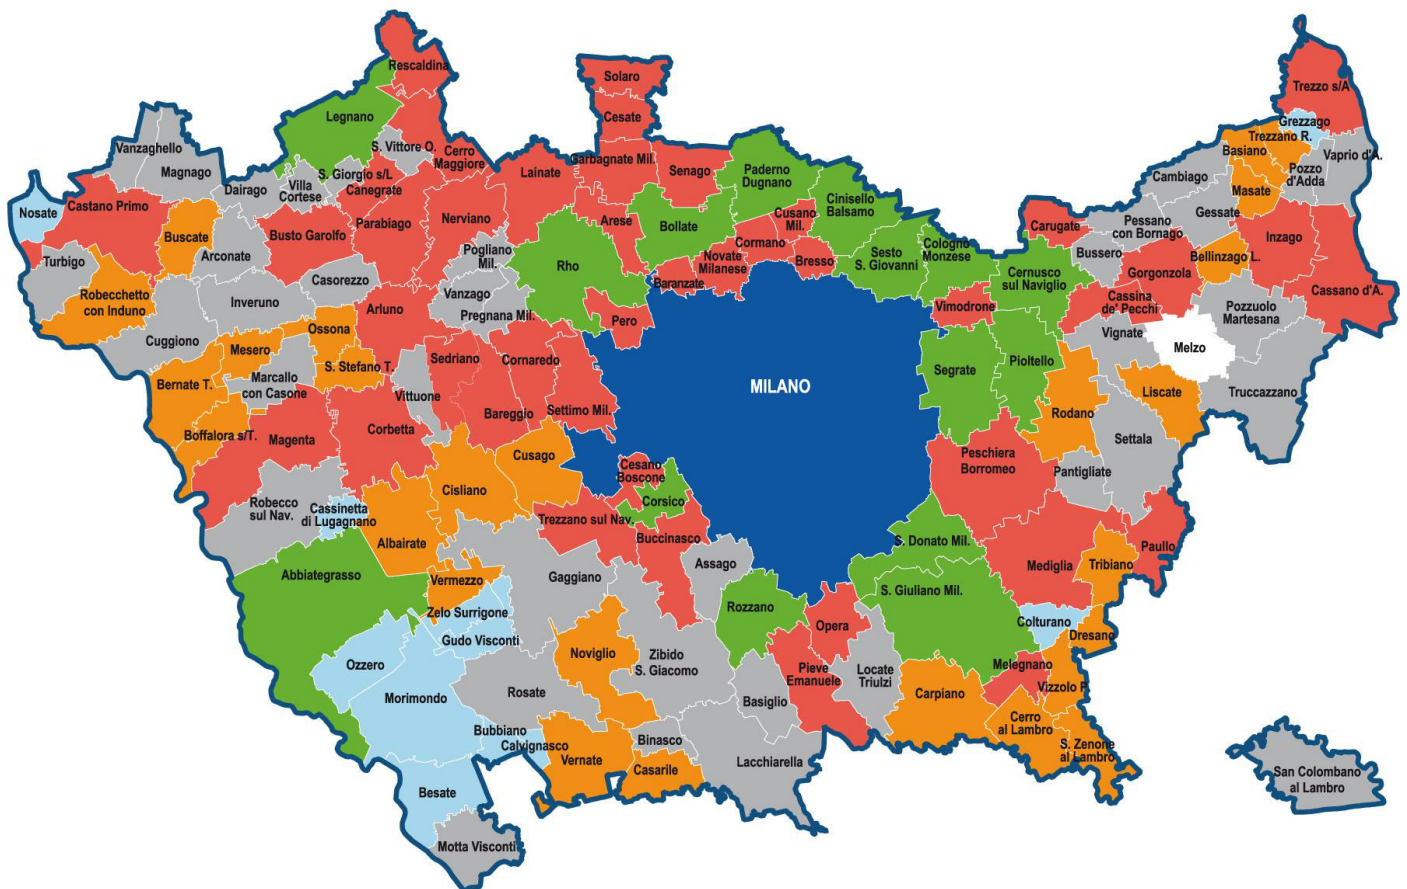 Rescaldina
Solaro
Trezzo s/A
Legnano
Cesate
Grezzago
Vanzaghello
S. Vittore O.
Cerro
Maggiore
Trezzano R.
Basiano
Magnago
Garbagnate Mil.
Senago
Paderno
Dugnano
Vaprio d'A.
Pozzo
d'Adda
Dairago
Villa
Cortese
S. Giorgio s/L
Canegrate
Lainate
Cambiago
Masate
Nosate
Castano Primo
Parabiago
Nerviano
Arese
Bollate
Cusano
Mil.
Cinisello
Balsamo
Gessate
Buscate
Busto Garolfo
Cormano
Carugate
Pessano
con Bornago
Inzago
Turbigo
Arconate
Pogliano
Mil.
Rho
Novate
Milanese
Bresso
Sesto
S. Giovanni
Cologno
Monzese
Bussero
Bellinzago L.
Robecchetto
con Induno
Inveruno
Casorezzo
Vanzago
Baranzate
Cernusco
sul Naviglio
Gorgonzola
Cassano d'A.
Arluno
Pregnana Mil.
Pero
Vimodrone
Cassina
de' Pecchi
Pozzuolo
Martesana
Cuggiono
Ossona
Vignate
Melzo
Mesero
S. Stefano T.
Sedriano
Cornaredo
Segrate
Pioltello
Bernate T.
Marcallo
con Casone
Vittuone
MILANO
Liscate
Truccazzano
Boffalora s/T.
Magenta
Corbetta
Bareggio
Settimo Mil.
Rodano
Settala
Cusago
Peschiera
Borromeo
Pantigliate
Cisliano
Cesano
Boscone
Robecco
sul Nav.
Cassinetta
di Lugagnano
Corsico
Trezzano sul Nav.
Albairate
Buccinasco
S. Donato Mil.
Paullo
Abbiategrasso
Vermezzo
Gaggiano
Assago
Mediglia
Tribiano
Zelo Surrigone
Rozzano
S. Giuliano Mil.
Gudo Visconti
Opera
Colturano
Dresano
Ozzero
Noviglio
Zibido
S. Giacomo
Pieve
Emanuele
Locate
Triulzi
Melegnano
Morimondo
Rosate
Basiglio
Carpiano
Vizzolo P.
Bubbiano
Calvignasco
Binasco
Cerro
al Lambro
S. Zenone
al Lambro
Vernate
Casarile
Lacchiarella
San Colombano
al Lambro
Besate
Motta Visconti